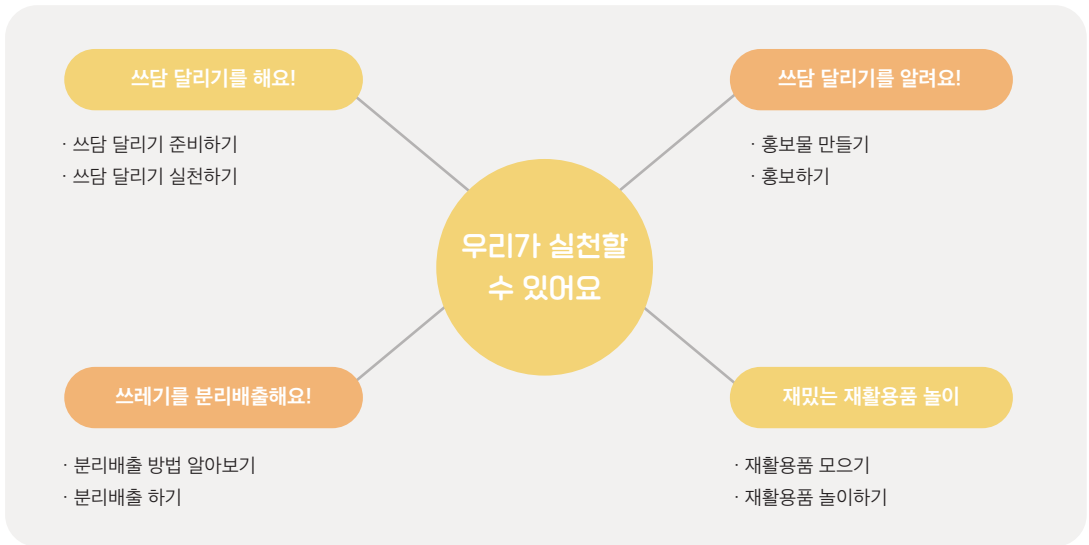 쓰담 달리기를 해요!
· 쓰담 달리기 준비하기
· 쓰담 달리기 실천하기
쓰담 달리기를 알려요!
· 홍보물 만들기
· 홍보하기
우리가 실천할
수 있어요
쓰레기를 분리배출해요!
· 분리배출 방법 알아보기
· 분리배출 하기
재밌는 재활용품 놀이
· 재활용품 모으기
· 재활용품 놀이하기